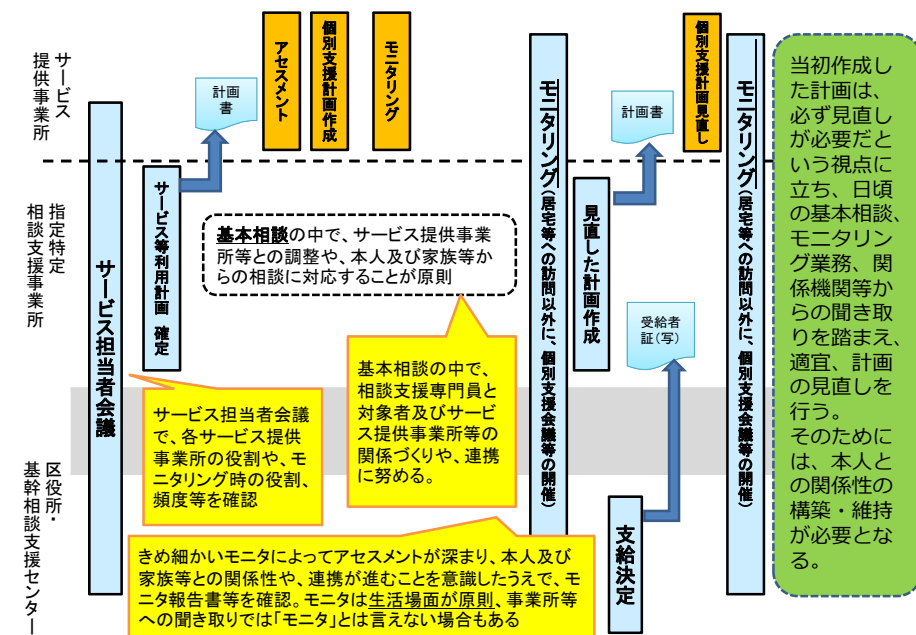 サービス
提供事業所
指定特定
相談支援事業所
区役所・
基幹相談支援センター
サービス担当者会議
サービス等利用計画 確定
計画
書
アセスメント
個別支援計画作成
モニタリング
基本相談の中で、サービス提供事業
所等との調整や、本人及び家族等か
らの相談に対応することが原則
サービス担当者会議
で、各サービス提供
事業所の役割や、モ
ニタリング時の役割、
頻度等を確認
基本相談の中で、
相談支援専門員と
対象者及びサービ
ス提供事業所等の
関係づくりや、連携
に努める。
きめ細かいモニタによってアセスメントが深まり、本人及び
家族等との関係性や、連携が進むことを意識したうえで、モ
ニタ報告書等を確認。モニタは生活場面が原則、事業所等
への聞き取りでは「モニタ」とは言えない場合もある
モニタリング(居宅等への訪問以外に、個別支援会議等の開催)
見直した計画作成
支給決定
計画書
受給者
証(写)
個別支援計画見直し
モニタリング(居宅等への訪問以外に、個別支援会議等の開催)
当初作成し
た計画は、
必ず見直し
が必要だと
いう視点に
立ち、日頃
の基本相談、
モニタリン
グ業務、関
係機関等か
らの聞き取
りを踏まえ、
適宜、計画
の見直しを
行う。
そのために
は、本人と
の関係性の
構築・維持
が必要とな
る。